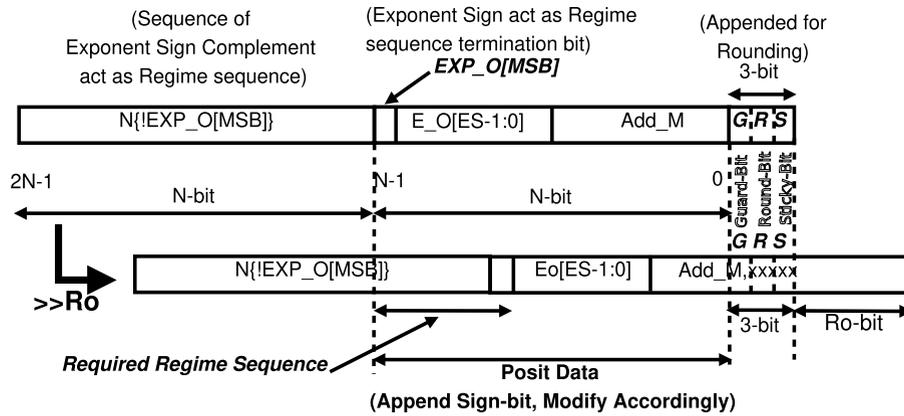 (Sequence of
Exponent Sign Complement
act as Regime sequence)
(Exponent Sign act as Regime
sequence termination bit)
EXP_O[MSB]
(Appended for
Rounding)
3-bit
N{!EXP_O[MSB]}
E_O[ES-1:0]
Add_M
G R S
2N-1
N-bit
N-1
N-bit
0
Guard-Bit
Round-Bit
Sticky-Bit
G R S
>>Ro
N{!EXP_O[MSB]}
Eo[ES-1:0]
Add_M,xxxxx
3-bit
Ro-bit
Required Regime Sequence
Posit Data
(Append Sign-bit, Modify Accordingly)